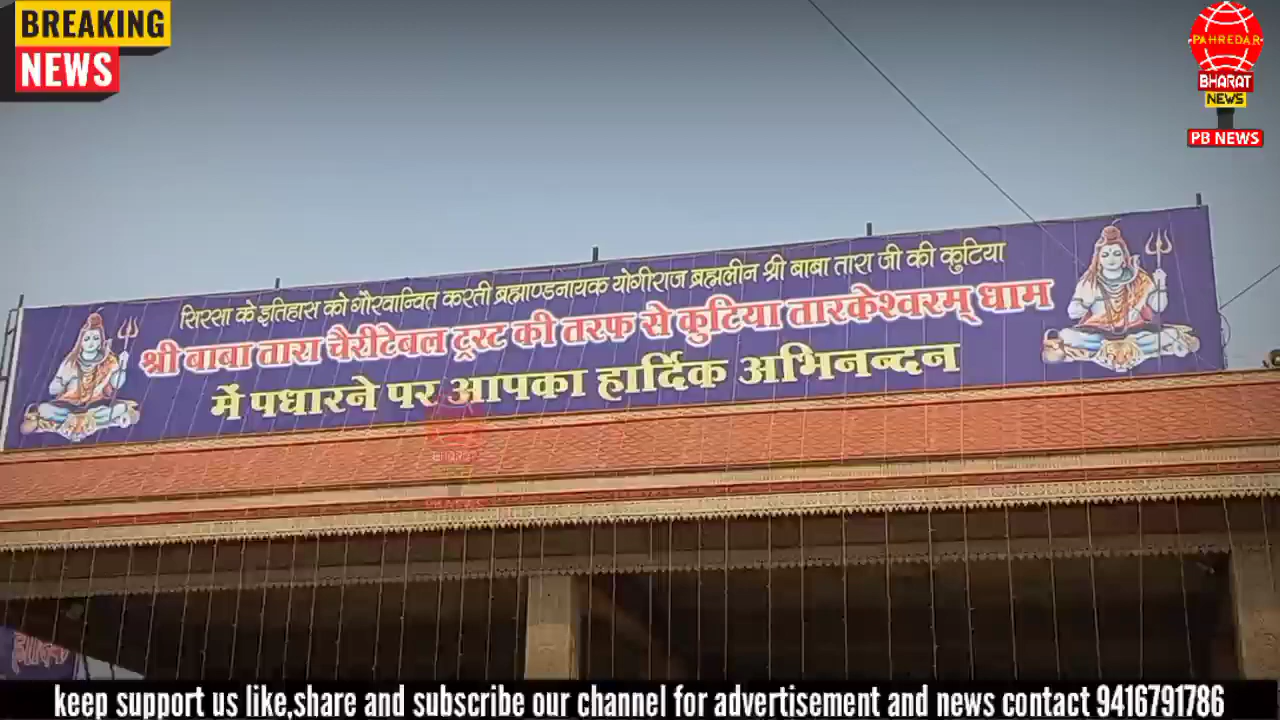 BREAKING
NEWS
PAHREDAR
BHARAT
NEWS
PB NEWS
सिरसा के इतिहास को गौरवान्वित करती ब्रह्माण्डनायक योगीराज ब्रह्मलीन श्री बाबा तारा जी की कुटिया
श्री बाबा तारा चैरीटेबल ट्रस्ट की तरफ से कुटिया तारकेश्वरम् धाम
में पधारने पर आपका हार्दिक अभिनन्दन
BHARAT
keep support us like,share and subscribe our channel for advertisement and news contact 9416791786